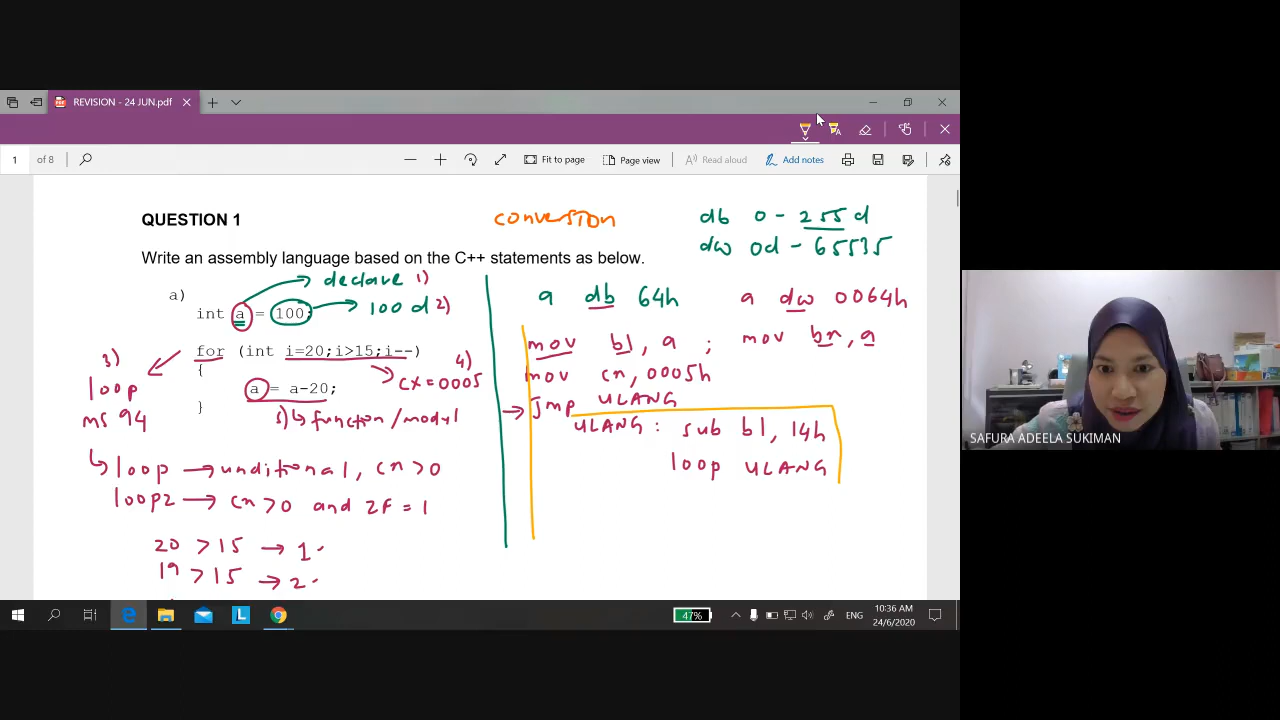 REVISION - 24 JUN.pdf
1 of 8 Fit to page Page view Read aloud Add notes
QUESTION 1
conversion
db 0 - 255 d
dw 0d - 65535
Write an assembly language based on the C++ statements as below.
declare 1)
a)
int a = 100;
100 d 2)
3)
for (int i=20;i>15;i--)
4)
loop
{
cx = 0005
ms 94
a = a-20;
5) function / modul
}
loop → unditional, cx > 0
loopz → cx > 0 and ZF = 1
20 > 15 → 1
19 > 15 → 2
a db 64h a dw 0064h
mov bl, a ; mov bx, a
mov cx, 0005h
jmp ULANG
ULANG : sub bl, 14h
loop ULANG
SAFURA ADEELA SUKIMAN
47% ENG 10:36 AM
24/6/2020